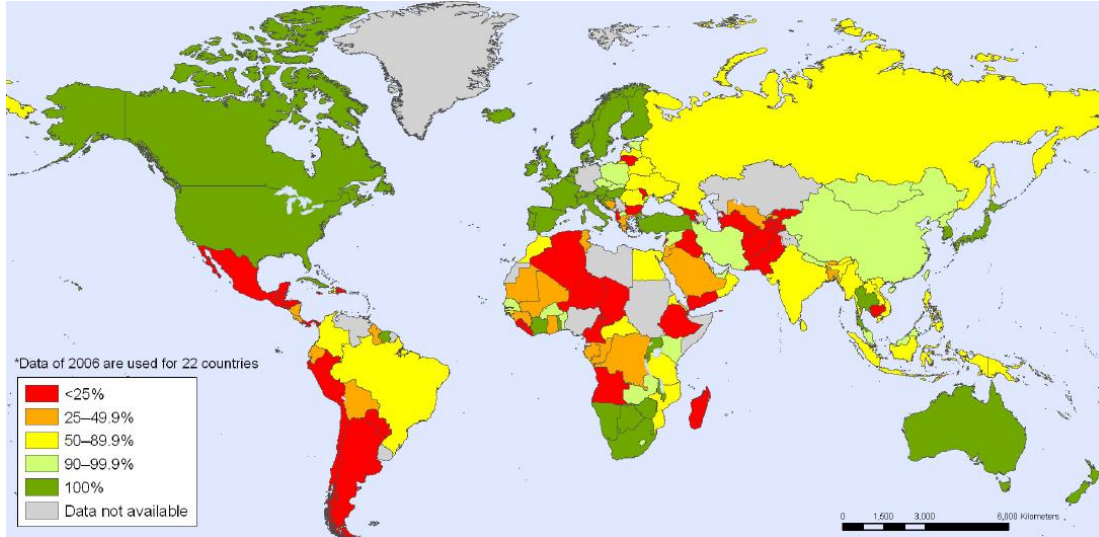 *Data of 2006 are used for 22 countries
<25%
25–49.9%
50–89.9%
90–99.9%
100%
Data not available
0 1,500 3,000 6,000 Kilometers